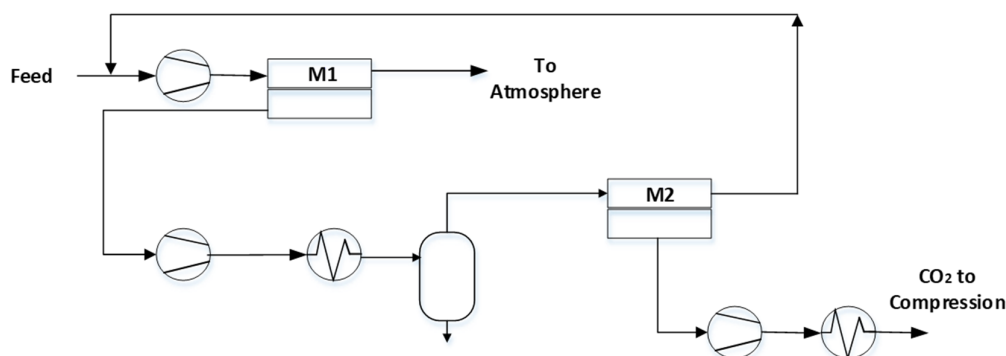 Feed
M1
To
Atmosphere
M2
CO₂ to
Compression